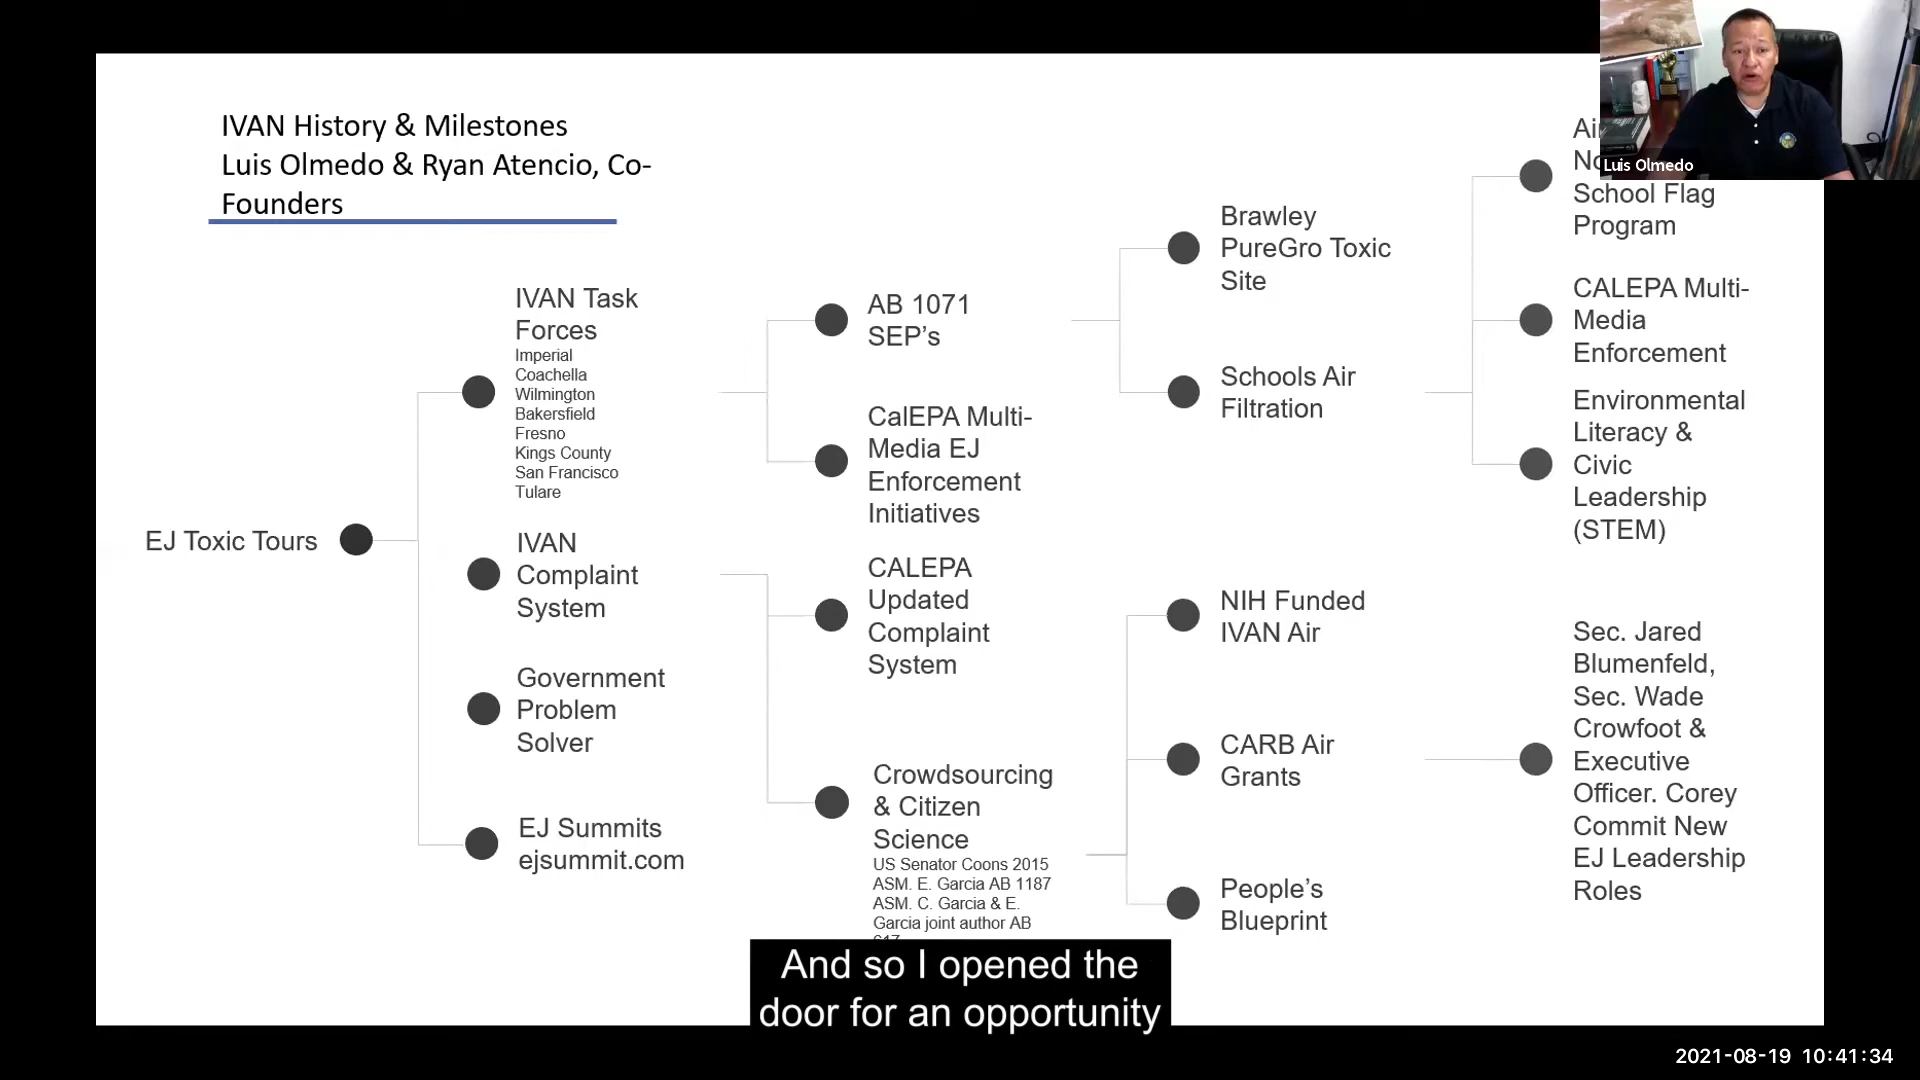 IVAN History & Milestones
Luis Olmedo & Ryan Atencio, Co-
Founders
EJ Toxic Tours
IVAN Task
Forces
Imperial
Coachella
Wilmington
Bakersfield
Fresno
Kings County
San Francisco
Tulare
IVAN
Complaint
System
Government
Problem
Solver
EJ Summits
ejsummit.com
AB 1071
SEP's
CalEPA Multi-
Media EJ
Enforcement
Initiatives
CALEPA
Updated
Complaint
System
Crowdsourcing
& Citizen
Science
US Senator Coons 2015
ASM. E. Garcia AB 1187
ASM. C. Garcia & E.
Garcia joint author AB
Brawley
PureGro Toxic
Site
Schools Air
Filtration
NIH Funded
IVAN Air
CARB Air
Grants
People's
Blueprint
School Flag
Program
CALEPA Multi-
Media
Enforcement
Environmental
Literacy &
Civic
Leadership
(STEM)
Sec. Jared
Blumenfeld,
Sec. Wade
Crowfoot &
Executive
Officer. Corey
Commit New
EJ Leadership
Roles
Luis Olmedo
And so I opened the
door for an opportunity
2021-08-19 10:41:34